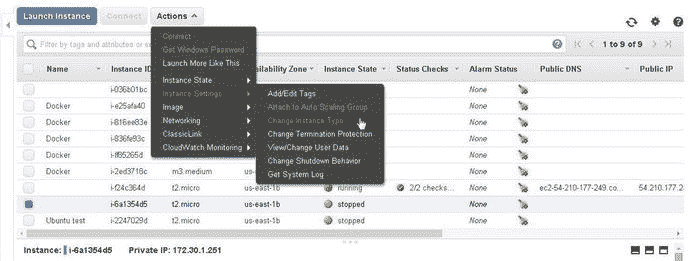 Launch Instance Connect Actions
Filter by tags and attributes or se 1 to 9 of 9
Name Instance ID ailability Zone Instance State Status Checks Alarm Status Public DNS Public IP
Connect
Get Windows Password
Launch More Like This
Instance State
Instance Settings
Image
Networking
ClassicLink
CloudWatch Monitoring
Add/Edit Tags
Attach to Auto Scaling Group
Change Instance Type
Change Termination Protection
View/Change User Data
Change Shutdown Behavior
Get System Log
i-036b01bc None
Docker i-e25afa40 None
Docker i-816ee83e None
Docker i-836fe93c None
Docker i-ff95265d None
Docker i-2ed3718c m3.medium us-east-1b None
i-f24c364d t2.micro us-east-1b running 2/2 checks... None ec2-54-210-177-249.co... 54.210.177.2
i-6a1354d5 t2.micro us-east-1b stopped None
Ubuntu test i-2247029d t2.micro us-east-1b stopped None
Instance: i-6a1354d5 Private IP: 172.30.1.251